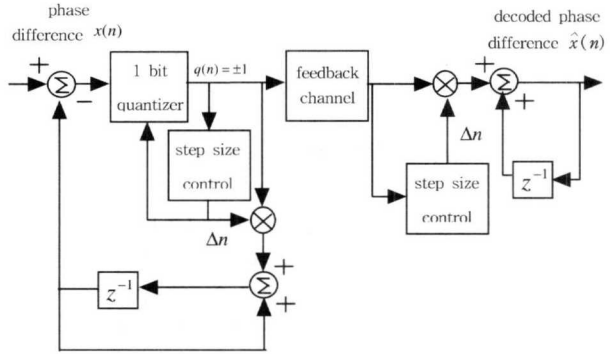 phase
difference x(n)
decoded phase
difference x̂(n)
+
Σ
−
1 bit
quantizer
q(n)=±1
feedback
channel
+
Σ
+
Δn
step size
control
step size
control
z⁻¹
Δn
+
Σ
+
z⁻¹